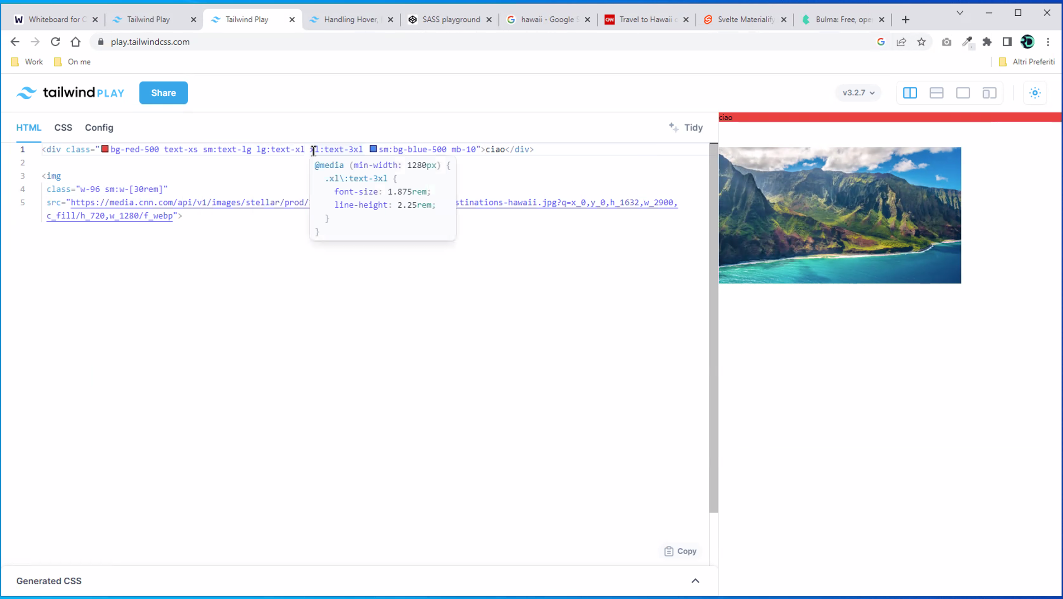 Whiteboard for C
Tailwind Play
Tailwind Play
Handling Hover,
SASS playground
hawaii - Google
Travel to Hawaii
Svelte Materialify
Bulma: Free, ope
play.tailwindcss.com
Work
On me
Altri Preferiti
tailwind PLAY
Share
v3.2.7
HTML
CSS
Config
Tidy
ciao
1 <div class="bg-red-500 text-xs sm:text-lg lg:text-xl xl:text-3xl sm:bg-blue-500 mb-10">ciao</div>
2
3 <img
4 class="w-96 sm:w-[30rem]"
5 src="https://media.cnn.com/api/v1/images/stellar/prod/ stinations-hawaii.jpg?q=x_0,y_0,h_1632,w_2900,
c_fill/h_720,w_1280/f_webp">
@media (min-width: 1280px) {
.xl\:text-3xl {
font-size: 1.875rem;
line-height: 2.25rem;
}
}
Copy
Generated CSS